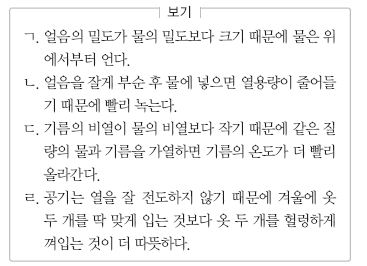 보기
ㄱ. 얼음의 밀도가 물의 밀도보다 크기 때문에 물은 위
에서부터 언다.
ㄴ. 얼음을 잘게 부순 후 물에 넣으면 열용량이 줄어들
기 때문에 빨리 녹는다.
ㄷ. 기름의 비열이 물의 비열보다 작기 때문에 같은 질
량의 물과 기름을 가열하면 기름의 온도가 더 빨리
올라간다.
ㄹ. 공기는 열을 잘 전도하지 않기 때문에 겨울에 옷
두 개를 딱 맞게 입는 것보다 옷 두 개를 헐렁하게
껴입는 것이 더 따뜻하다.